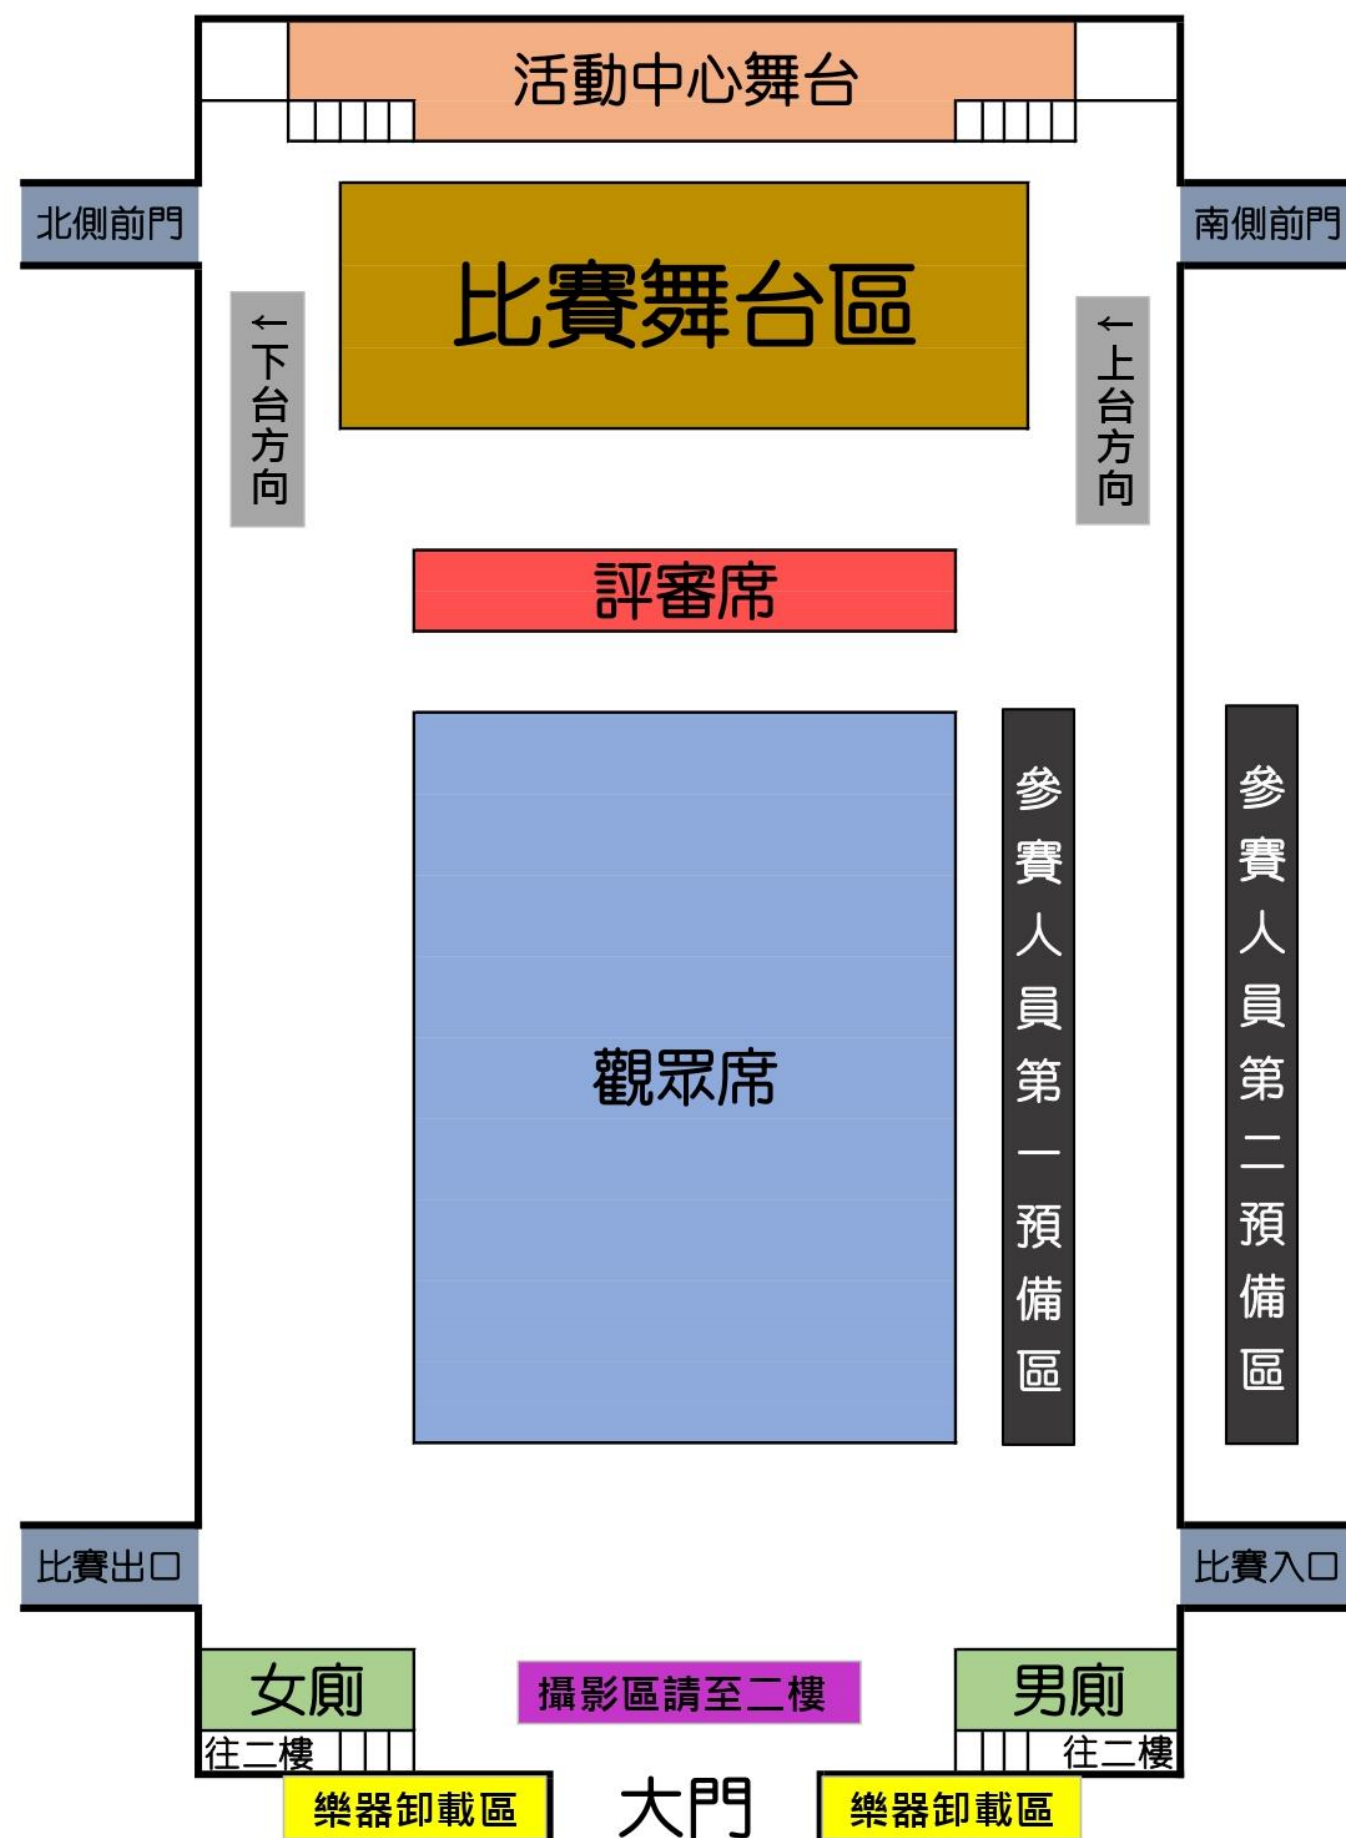 活動中心舞台
北側前門
南側前門
比賽舞台區
←下台方向
←上台方向
評審席
觀眾席
參賽人員第一預備區
參賽人員第二預備區
比賽出口
比賽入口
女廁
攝影區請至二樓
男廁
往二樓
往二樓
樂器卸載區
大門
樂器卸載區